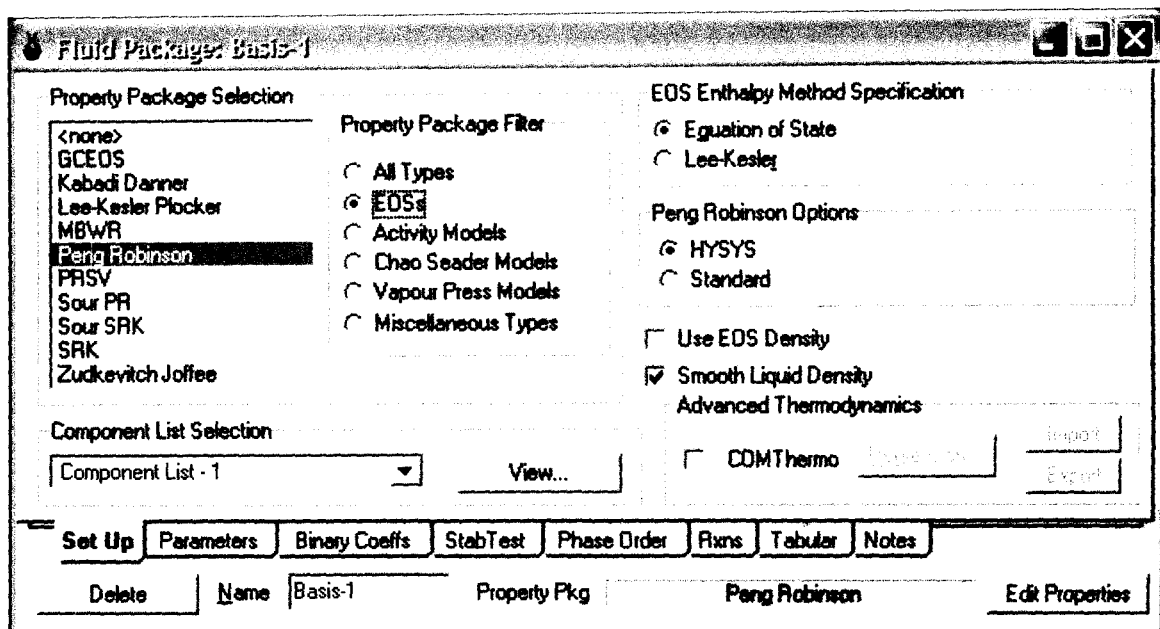 Fluid Package: Basis-1
Property Package Selection
<none>
GCEOS
Kabadi Danner
Lee-Kesler Plocker
MBWR
Peng Robinson
PRSV
Sour PR
Sour SRK
SRK
Zudkevitch Joffee
Property Package Filter
All Types
EOSs
Activity Models
Chao Seader Models
Vapour Press Models
Miscellaneous Types
EOS Enthalpy Method Specification
Equation of State
Lee-Kesler
Peng Robinson Options
HYSYS
Standard
Use EOS Density
Smooth Liquid Density
Advanced Thermodynamics
COMThermo
Import
Export
Component List Selection
Component List - 1
View...
Set Up Parameters Binary Coeffs StabTest Phase Order Rxns Tabular Notes
Delete Name Basis-1 Property Pkg Peng Robinson Edit Properties